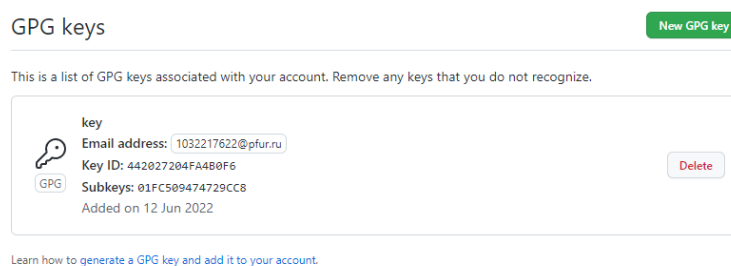 GPG keys
New GPG key
This is a list of GPG keys associated with your account. Remove any keys that you do not recognize.
key
Email address: 1032217622@pfur.ru
Key ID: 442027204FA4B0F6
GPG
Subkeys: 01FC509474729CC8
Delete
Added on 12 Jun 2022
Learn how to generate a GPG key and add it to your account.